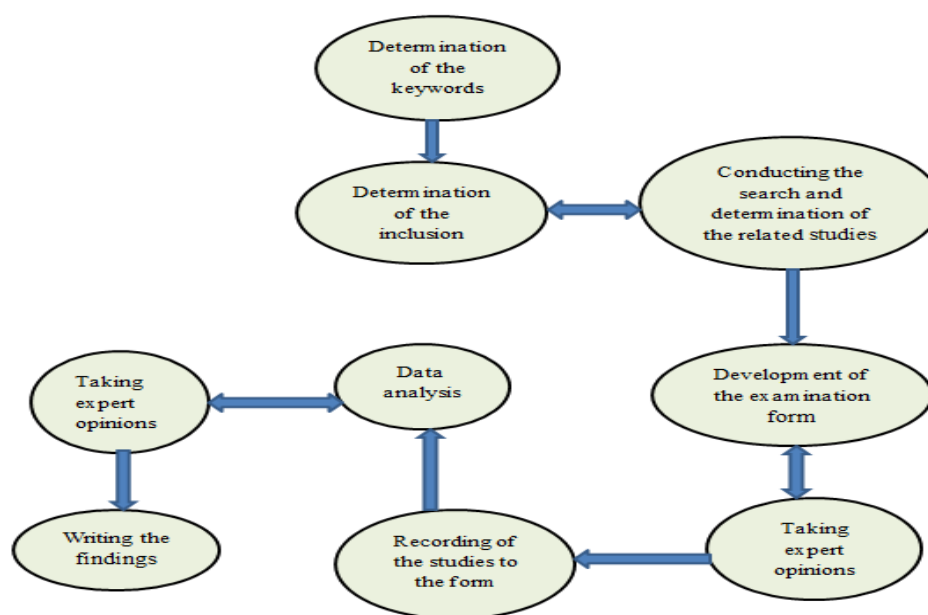 Determination
of the
keywords
Determination
of the
inclusion
Conducting the
search and
determination of
the related studies
Development of
the examination
form
Taking
expert
opinions
Recording of
the studies to
the form
Data
analysis
Taking
expert
opinions
Writing the
findings